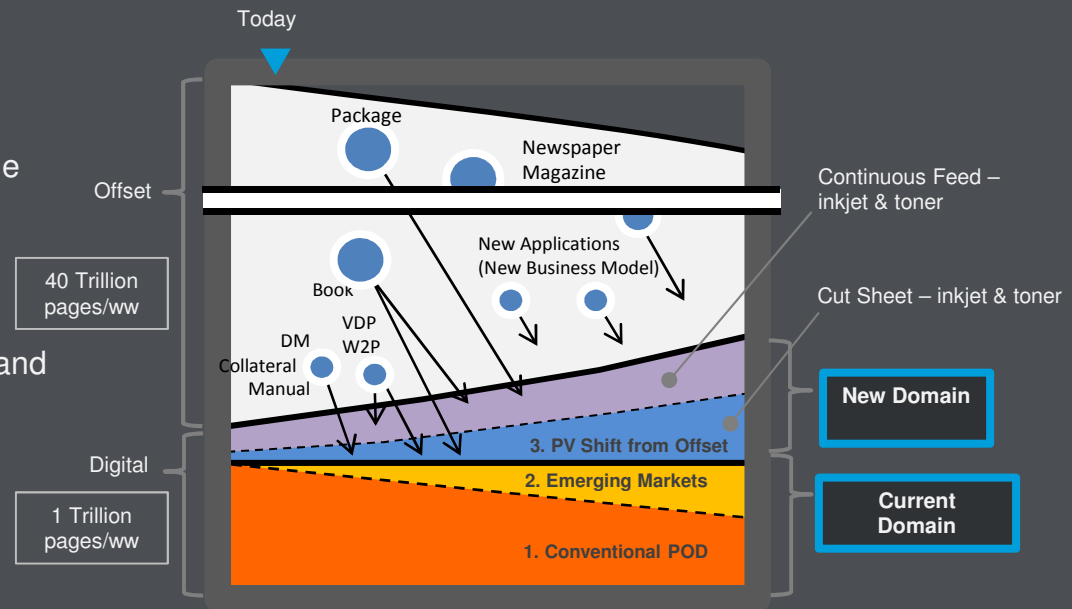 Today
Package
Newspaper
Magazine
e
Offset
Continuous Feed –
inkjet & toner
New Applications
(New Business Model)
40 Trillion
pages/ww
Book
Cut Sheet – inkjet & toner
VDP
W2P
DM
Collateral
Manual
and
New Domain
3. PV Shift from Offset
Digital
2. Emerging Markets
Current
Domain
1 Trillion
pages/ww
1. Conventional POD